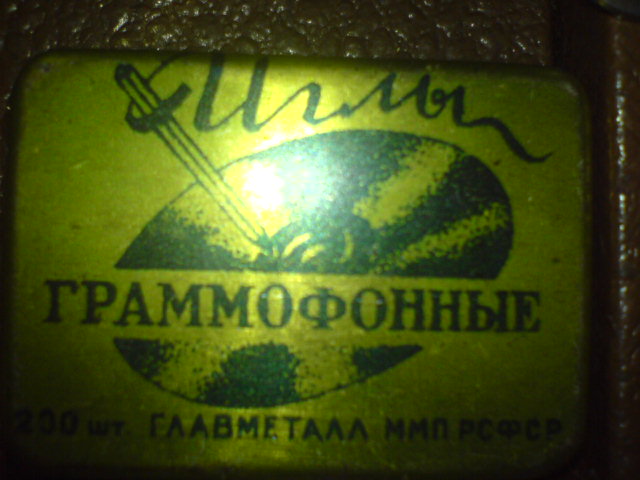 Иглы
ГРАММОФОННЫЕ
200 шт. ГЛАВМЕТАЛЛ ММП РСФСР